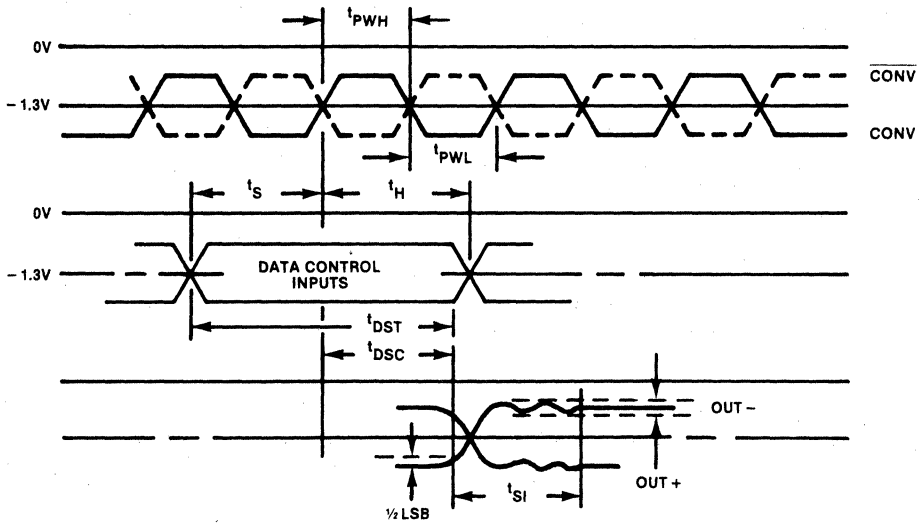 tPWH
0V
CONV
-1.3V
CONV
tPWL
tS
tH
0V
-1.3V
DATA CONTROL
INPUTS
tDST
tDSC
OUT-
OUT+
tSI
½ LSB